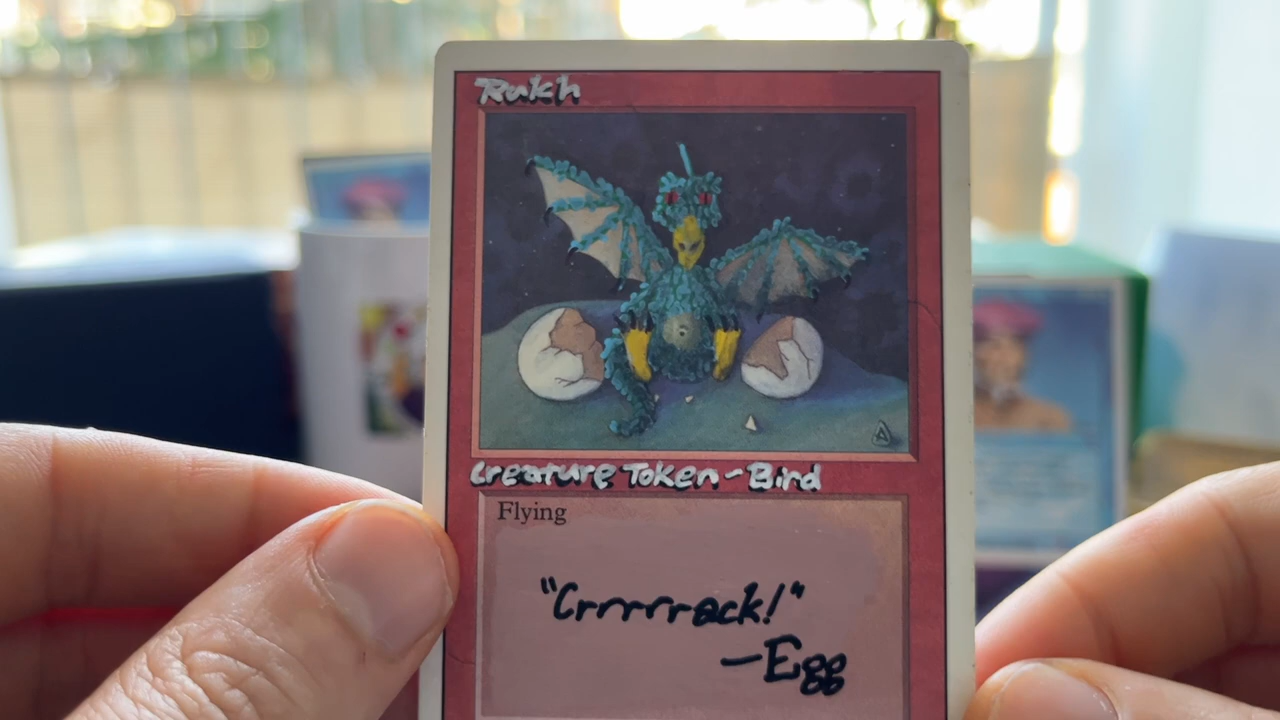 Rukh
Creature Token - Bird
Flying
"Crrrrrack!"
-Egg